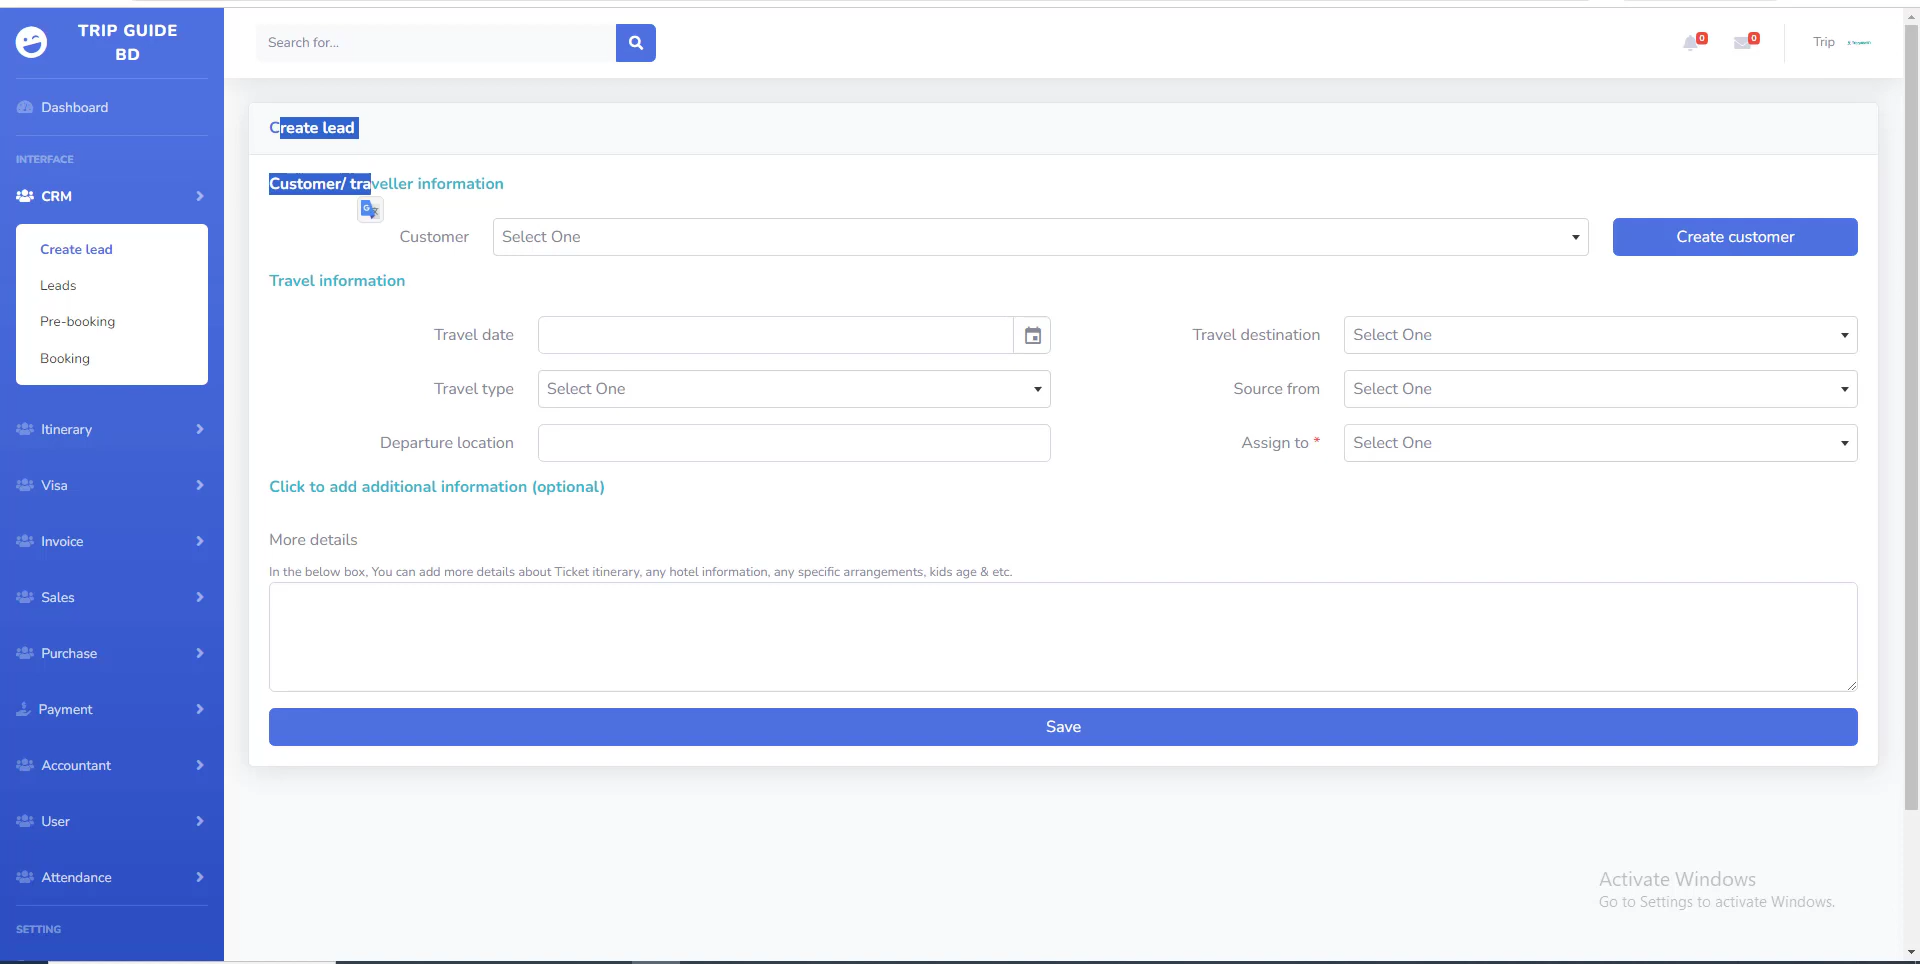 TRIP GUIDE
BD
Search for...
0
0
Trip
Dashboard
INTERFACE
CRM
Create lead
Leads
Pre-booking
Booking
Itinerary
Visa
Invoice
Sales
Purchase
Payment
Accountant
User
Attendance
SETTING
Create lead
Customer/ traveller information
Customer
Select One
Create customer
Travel information
Travel date
Travel destination
Select One
Travel type
Select One
Source from
Select One
Departure location
Assign to *
Select One
Click to add additional information (optional)
More details
In the below box, You can add more details about Ticket itinerary, any hotel information, any specific arrangements, kids age & etc.
Save
Activate Windows
Go to Settings to activate Windows.